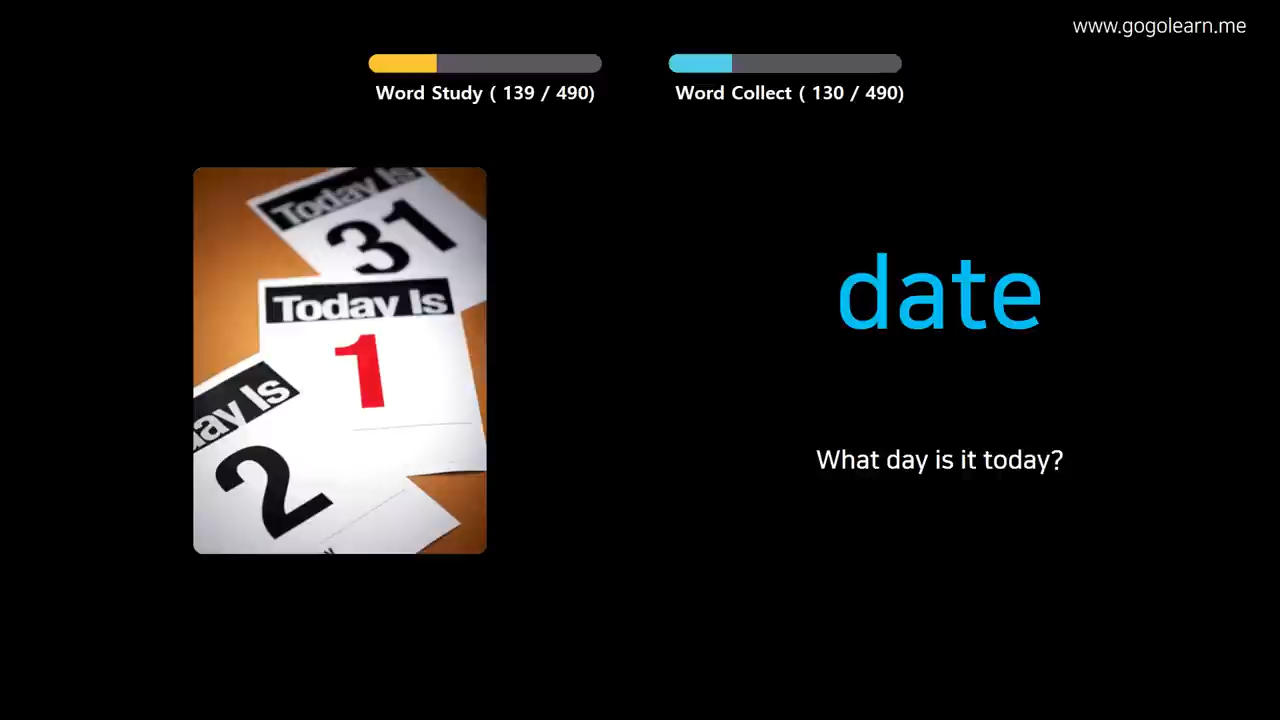 www.gogolearn.me
Word Study ( 139 / 490)
Word Collect ( 130 / 490)
Today Is
31
Today Is
1
ay Is
2
date
What day is it today?